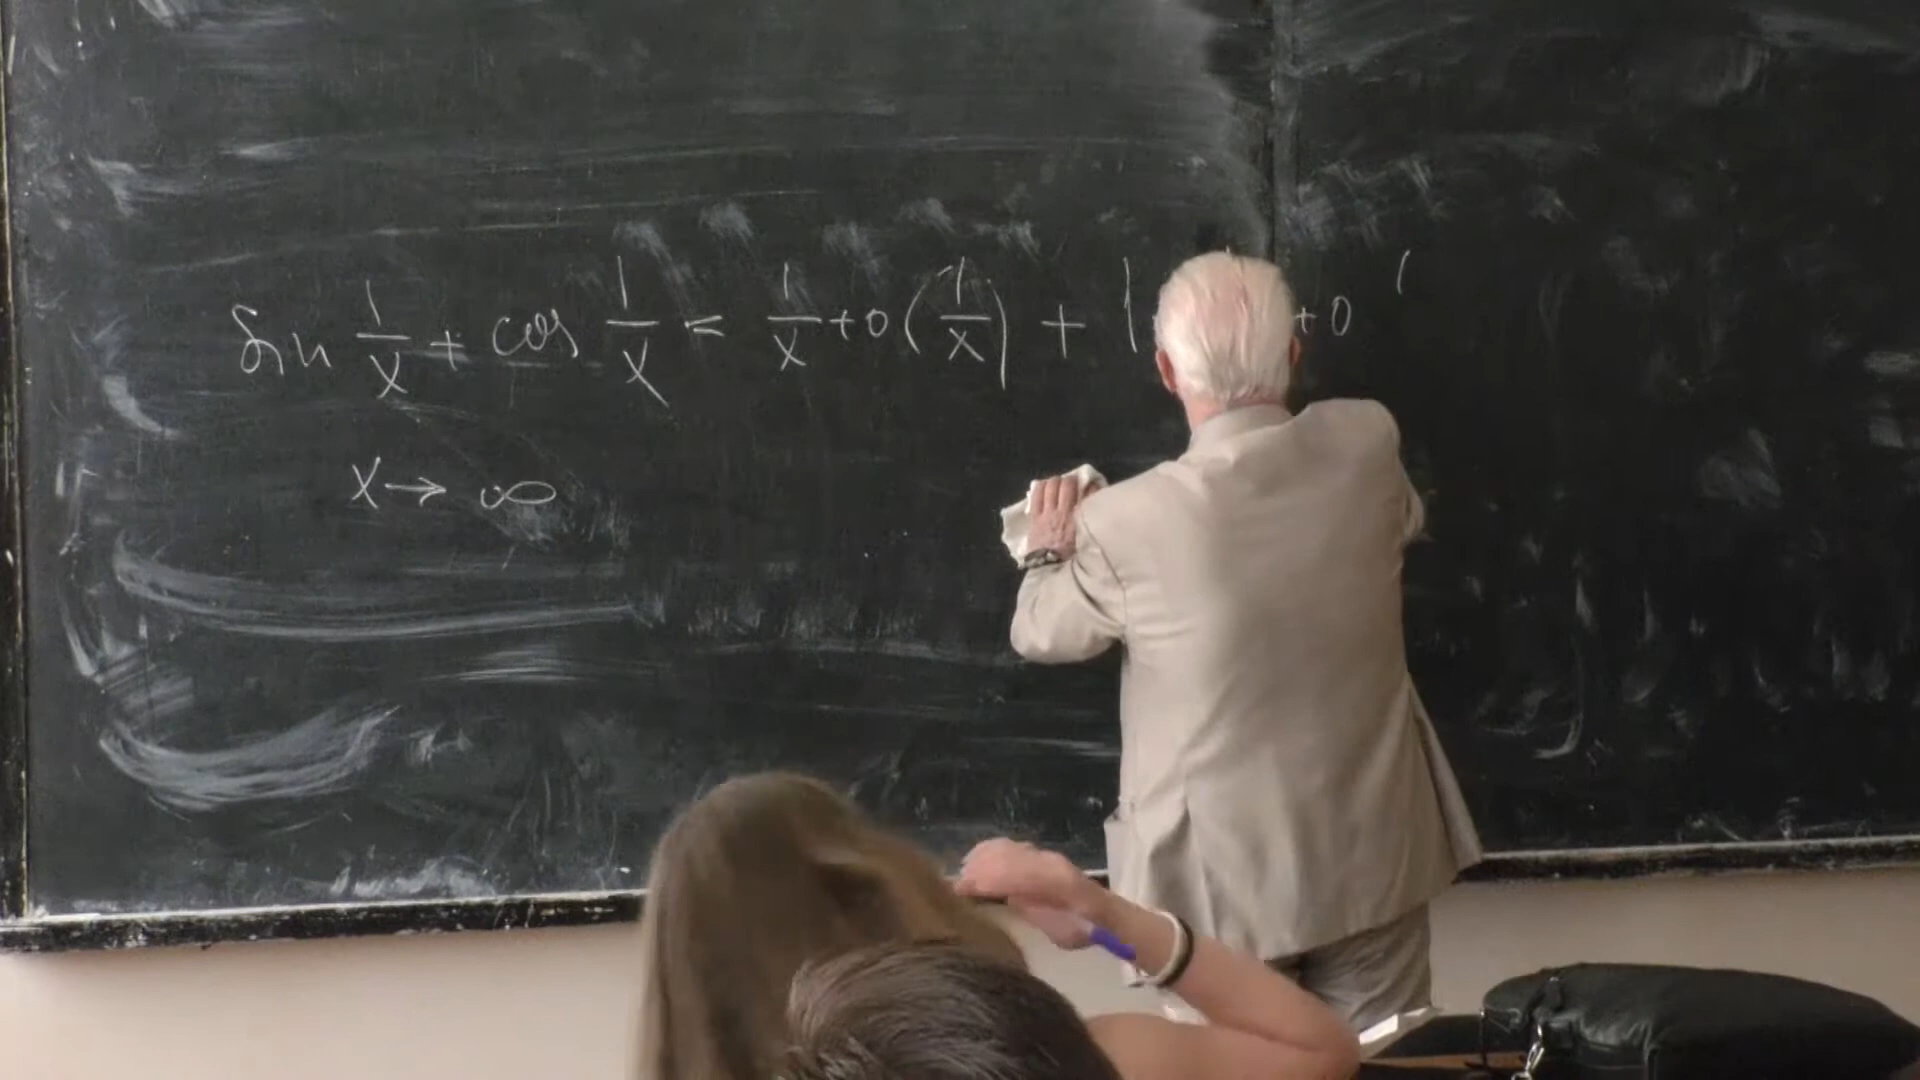 sin 1/x + cos 1/x = 1/x + o(1/x) + 1 +o (
x → ∞